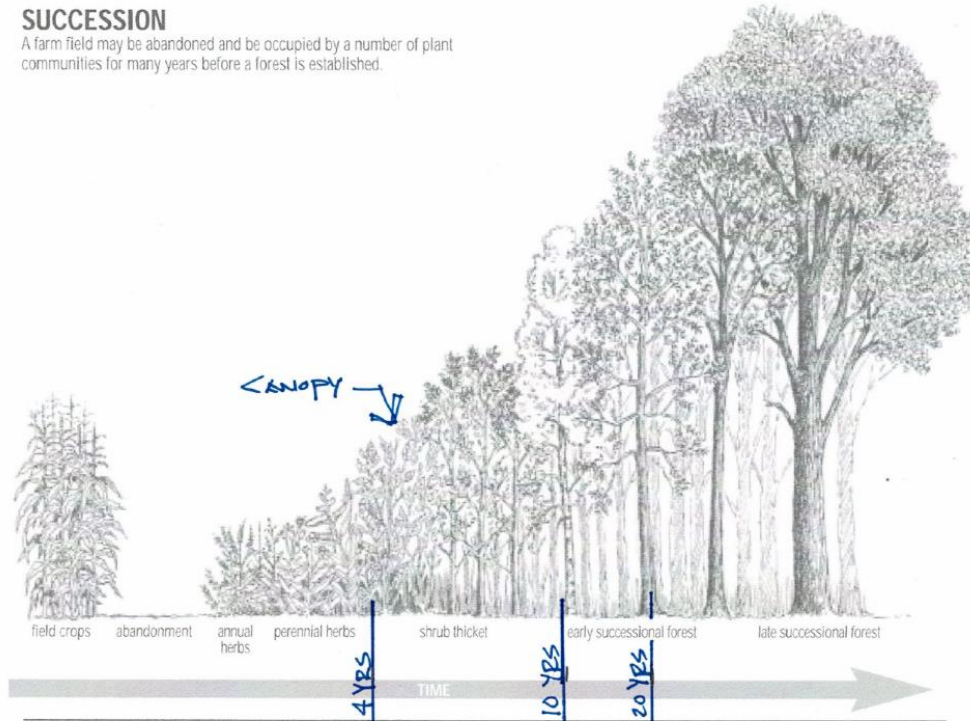 SUCCESSION
A farm field may be abandoned and be occupied by a number of plant
communities for many years before a forest is established.
CANOPY
field crops abandonment annual herbs perennial herbs shrub thicket early successional forest late successional forest
4 YRS
10 YRS
20 YRS
TIME